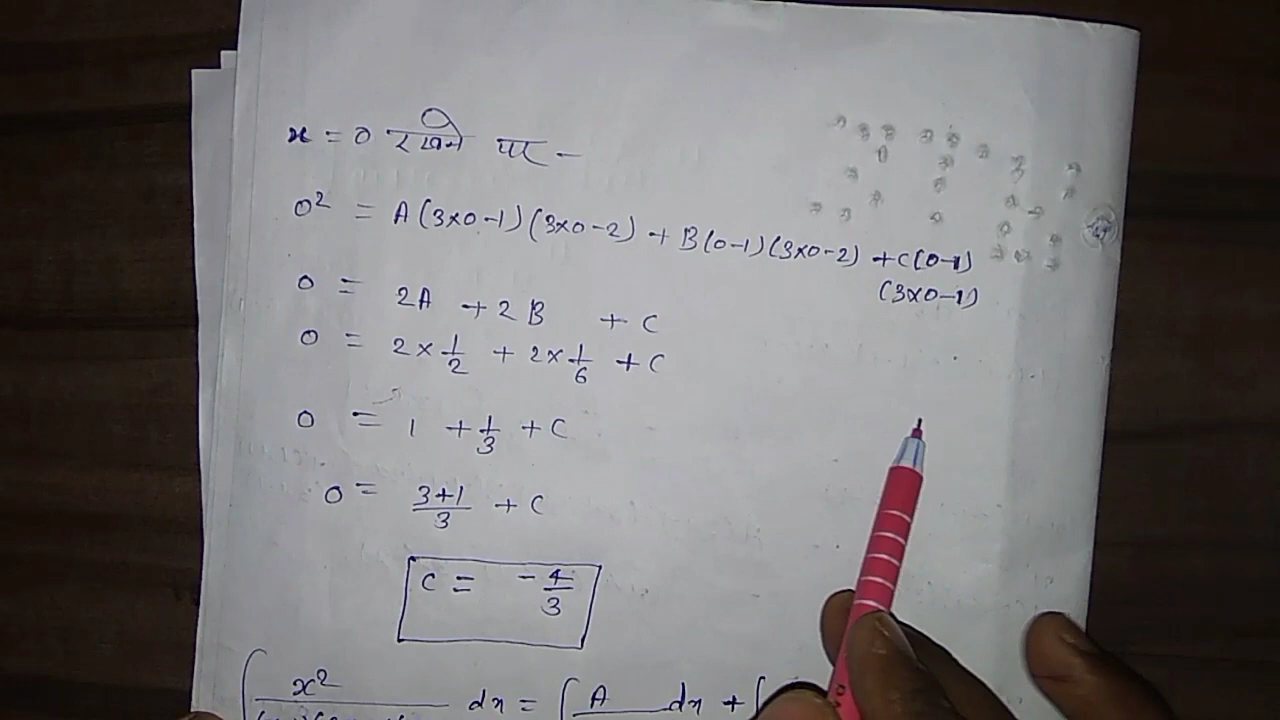 x = 0 रखने पर –
0² = A(3×0-1)(3×0-2) + B(0-1)(3×0-2) + C(0-1)
(3×0-1)
0 = 2A + 2B + C
0 = 2×1/2 + 2×1/6 + C
0 = 1 + 1/3 + C
0 = (3+1)/3 + C
C = -4/3
∫ x² dx = ∫ A dx + ∫